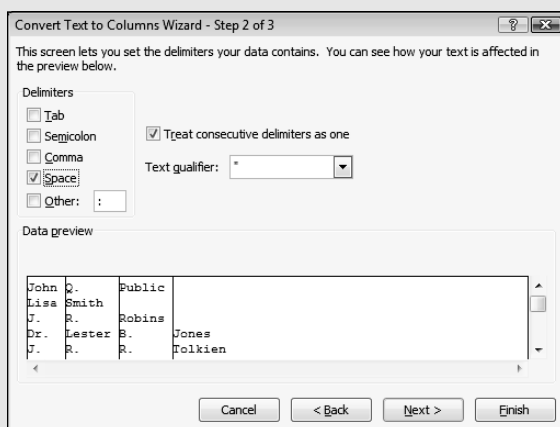 Convert Text to Columns Wizard - Step 2 of 3
This screen lets you set the delimiters your data contains. You can see how your text is affected in
the preview below.
Delimiters
Tab
Semicolon
Comma
Space
Other: :
Treat consecutive delimiters as one
Text qualifier: "
Data preview
John Q. Public
Lisa Smith
J. R. Robins
Dr. Lester B. Jones
J. R. R. Tolkien
Cancel < Back Next > Finish